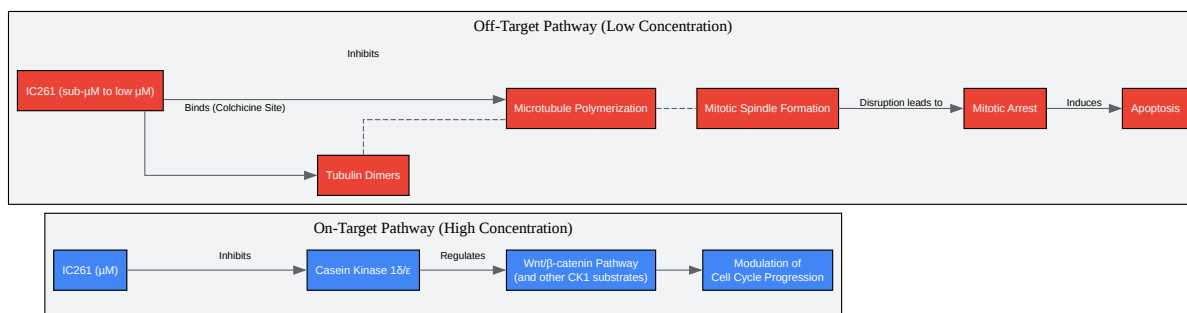 Off-Target Pathway (Low Concentration)
Inhibits
IC261 (sub-µM to low µM)
Binds (Colchicine Site)
Microtubule Polymerization
Mitotic Spindle Formation
Disruption leads to
Mitotic Arrest
Induces
Apoptosis
Tubulin Dimers
On-Target Pathway (High Concentration)
IC261 (µM)
Inhibits
Casein Kinase 1δ/ε
Regulates
Wnt/β-catenin Pathway
(and other CK1 substrates)
Modulation of
Cell Cycle Progression